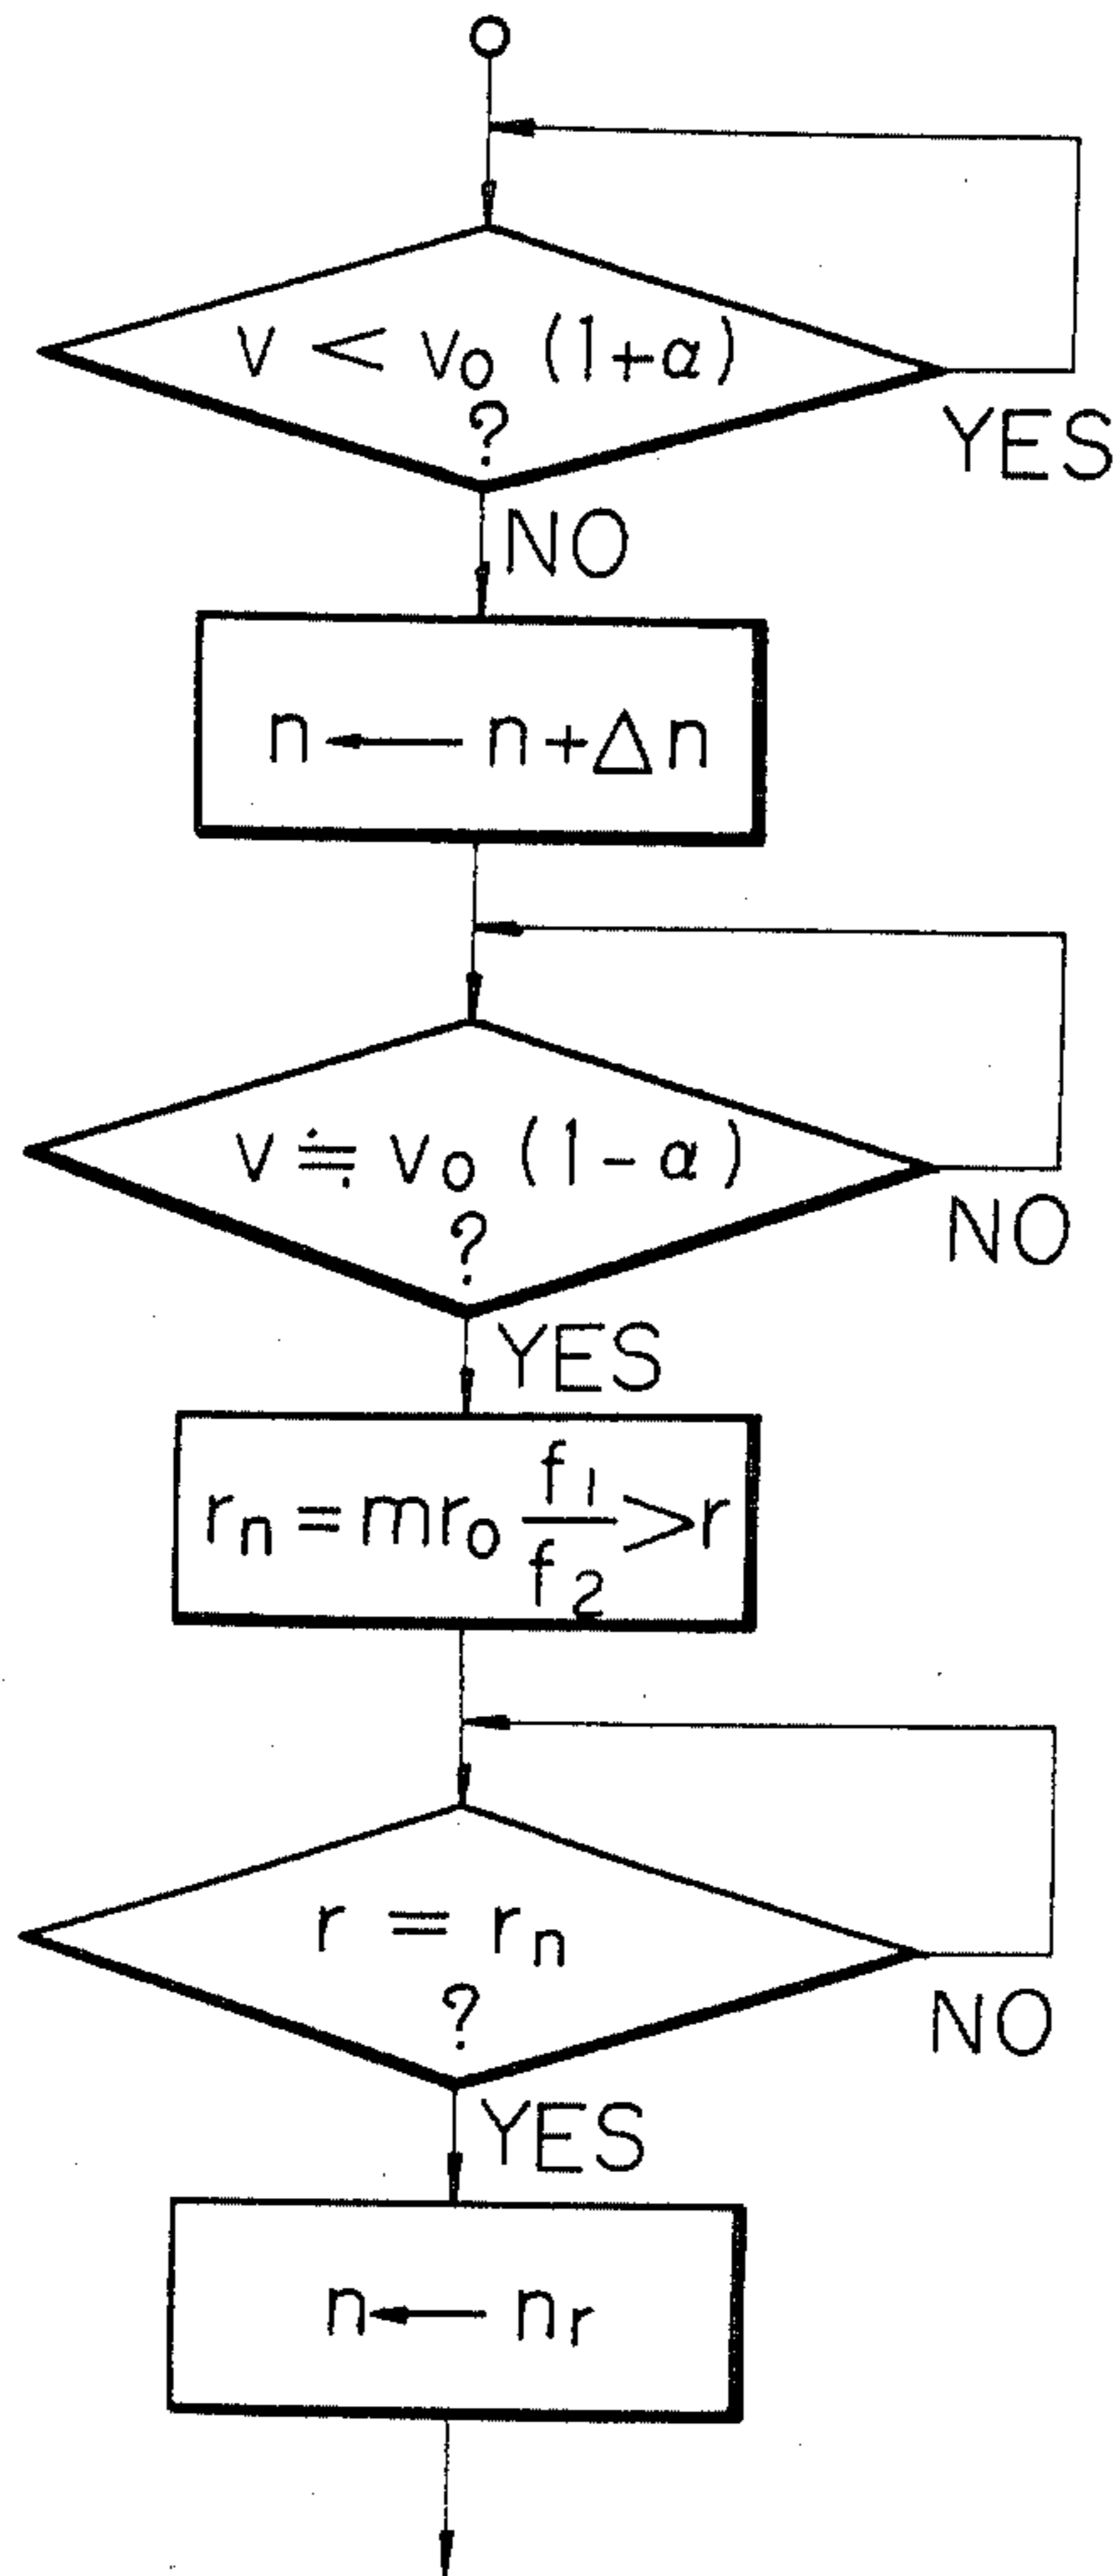 v < v₀ (1+α)
?
YES
NO
n ← n+Δn
v ≒ v₀ (1-α)
?
NO
YES
rₙ = mr₀ f₁/f₂ > r
r = rₙ
?
NO
YES
n ← nᵣ